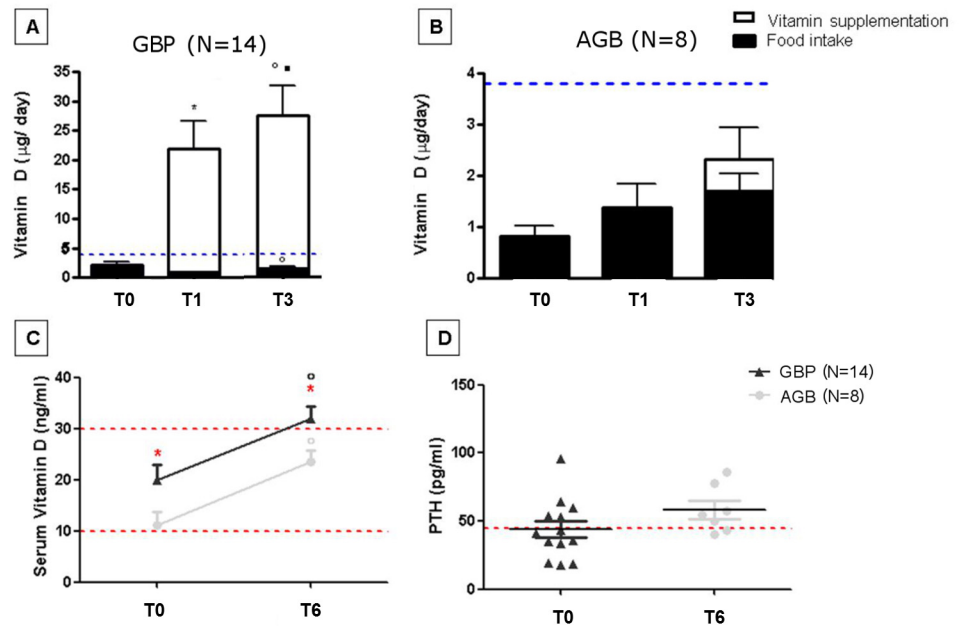 A
GBP (N=14)
Vitamin D (µg/ day)
35
30
25
20
15
10
5
0
*
T0
T1
T3
B
AGB (N=8)
Vitamin supplementation
Food intake
Vitamin D (µg/day)
4
3
2
1
0
T0
T1
T3
C
Serum Vitamin D (ng/ml)
40
30
20
10
0
*
*
T0
T6
D
GBP (N=14)
AGB (N=8)
PTH (pg/ml)
150
100
50
0
T0
T6